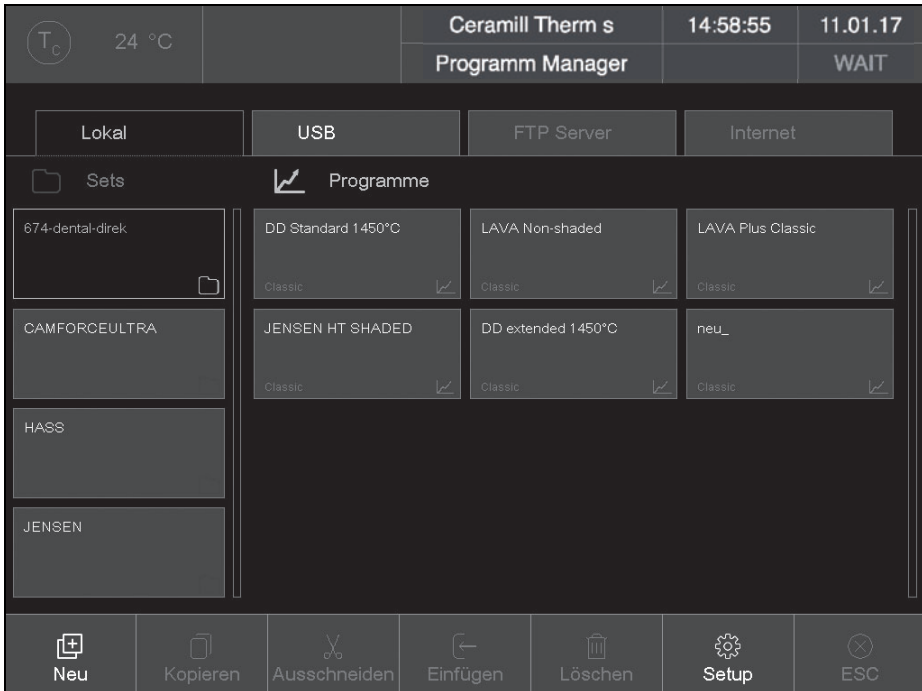 Tc 24 °C
Ceramill Therm s 14:58:55 11.01.17
Programm Manager WAIT
Lokal USB FTP Server Internet
Sets Programme
674-dental-direk
DD Standard 1450°C LAVA Non-shaded LAVA Plus Classic
Classic Classic Classic
CAMFORCEULTRA
JENSEN HT SHADED DD extended 1450°C neu_
Classic Classic Classic
HASS
JENSEN
Neu Kopieren Ausschneiden Einfügen Löschen Setup ESC